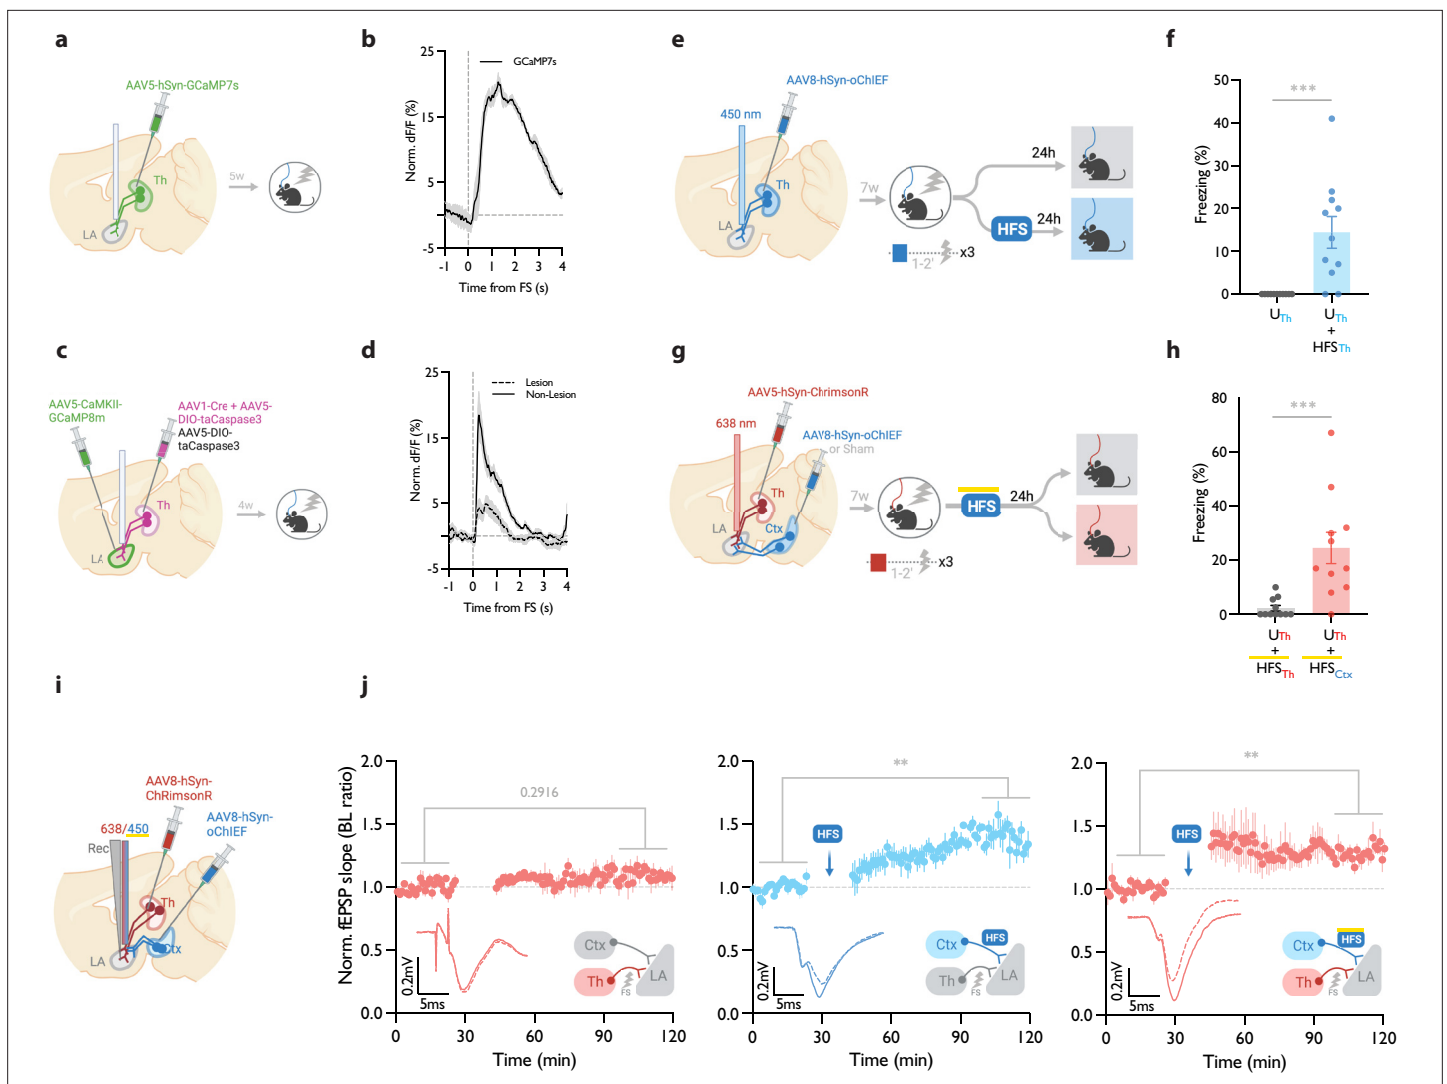 a
AAV5-hSyn-GCaMP7s
Th
LA
5w
b
25
15
5
-5
Norm. dF/F (%)
GCaMP7s
-1 0 1 2 3 4
Time from FS (s)
e
AAV8-hSyn-oChIEF
450 nm
Th
LA
7w
1-2'
x3
24h
HFS
24h
f
Freezing (%)
50
40
30
20
10
0
***
UTh
UTh
+
HFSTh
c
AAV5-CaMKII-
GCaMP8m
AAV1-Cre + AAV5-
DIO-taCaspase3
AAV5-DIO-
taCaspase3
Th
LA
4w
d
25
15
5
-5
Norm. dF/F (%)
Lesion
Non-Lesion
-1 0 1 2 3 4
Time from FS (s)
g
AAV5-hSyn-ChrimsonR
638 nm
AAV8-hSyn-oChIEF
or Sham
Th
LA
Ctx
7w
1-2'
x3
HFS
24h
h
Freezing (%)
80
60
40
20
0
***
UTh
+
HFSTh
UTh
+
HFSCtx
i
AAV8-hSyn-
ChRimsonR
AAV8-hSyn-
oChIEF
638/450
Rec
Th
Ctx
LA
j
Norm. fEPSP slope (BL ratio)
2.0
1.5
1.0
0.5
0.0
0.2916
0.2mV
5ms
Ctx
Th
LA
FS
0 30 60 90 120
Time (min)
2.0
1.5
1.0
0.5
0.0
**
HFS
0.2mV
5ms
Ctx
HFS
Th
LA
FS
0 30 60 90 120
Time (min)
2.0
1.5
1.0
0.5
0.0
**
HFS
0.2mV
5ms
Ctx
HFS
Th
LA
FS
0 30 60 90 120
Time (min)